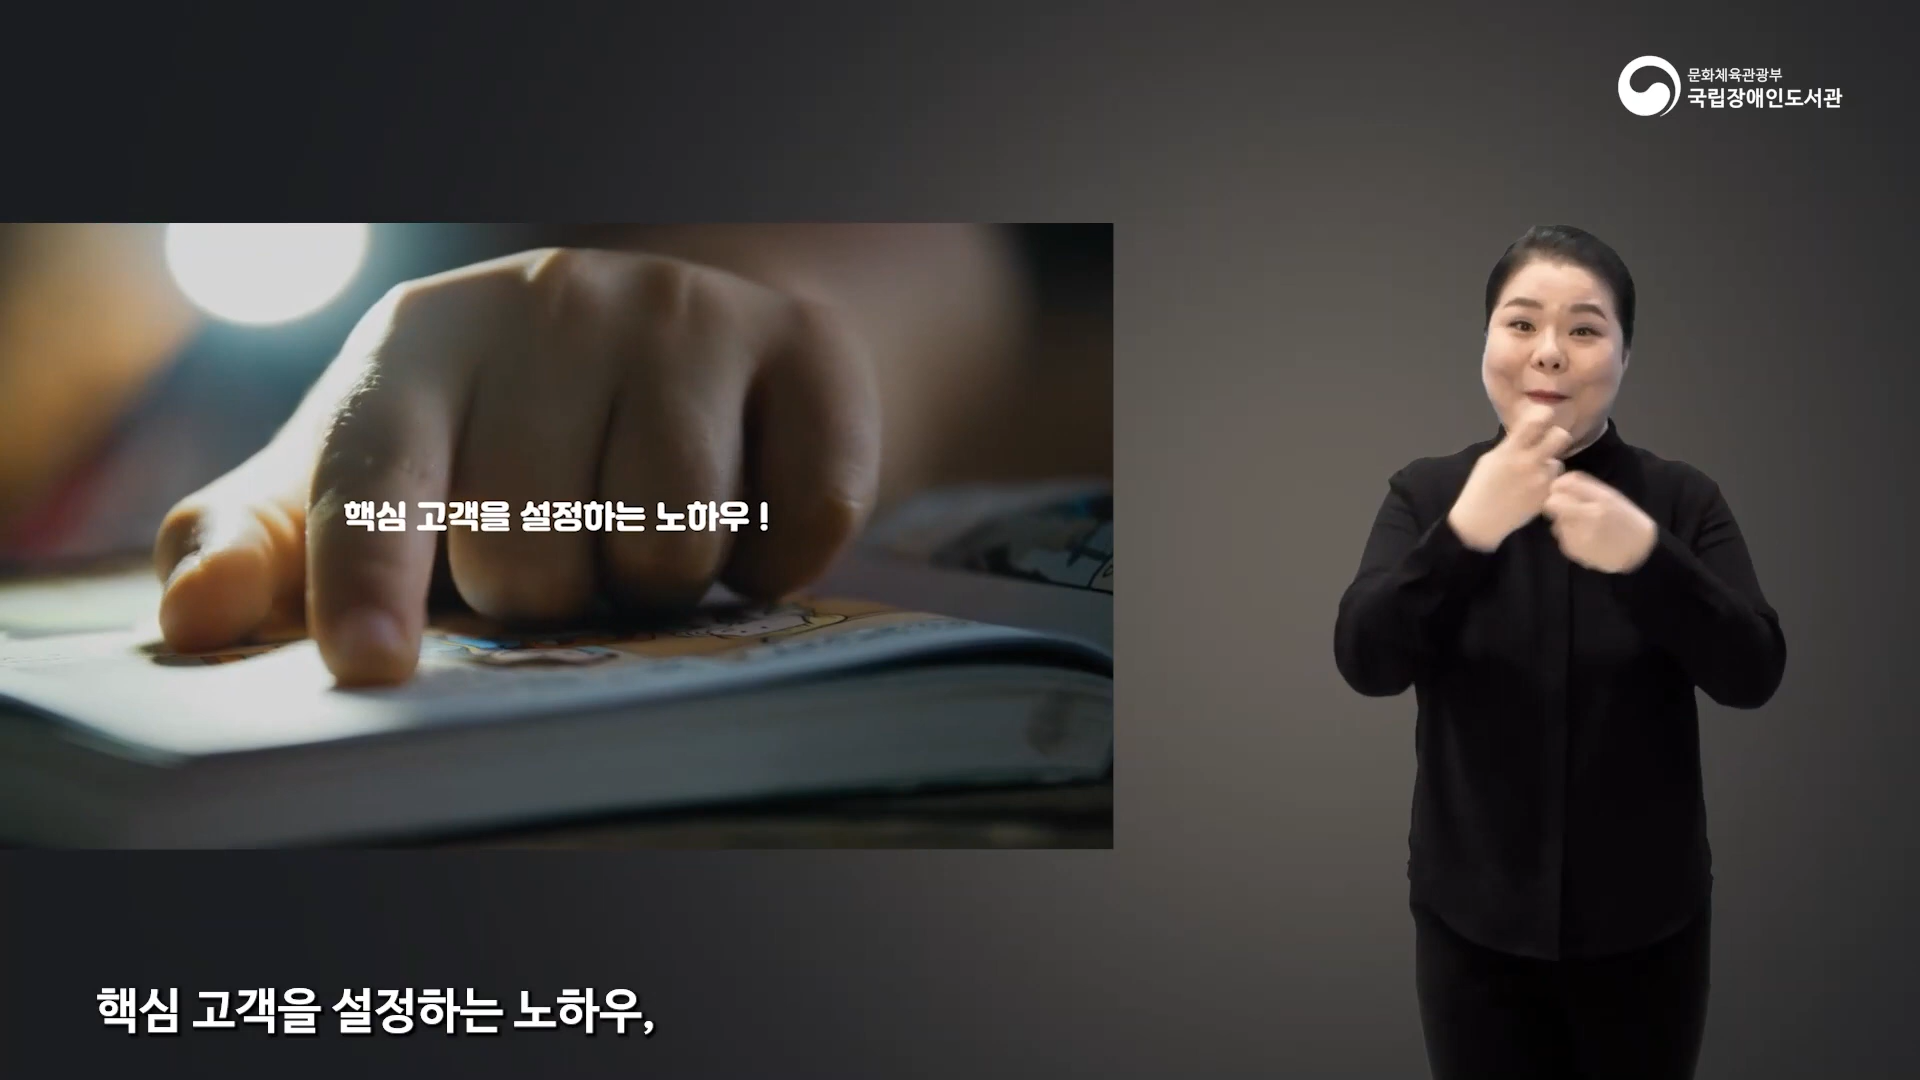 문화체육관광부
국립장애인도서관
핵심 고객을 설정하는 노하우 !
핵심 고객을 설정하는 노하우,